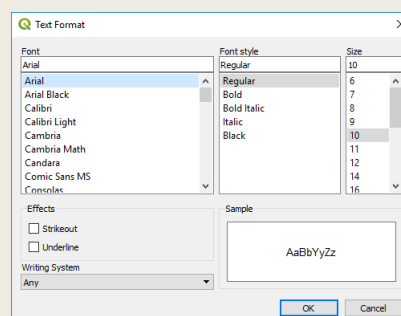 Text Format
Font Font style Size
Arial Regular 10
Arial Regular 6
Arial Black Bold 7
Calibri Bold Italic 8
Calibri Light Italic 9
Cambria Black 10
Cambria Math 11
Candara 12
Comic Sans MS 14
Consolas 16
Effects
Strikeout
Underline
Sample
AaBbYyZz
Writing System
Any
OK Cancel